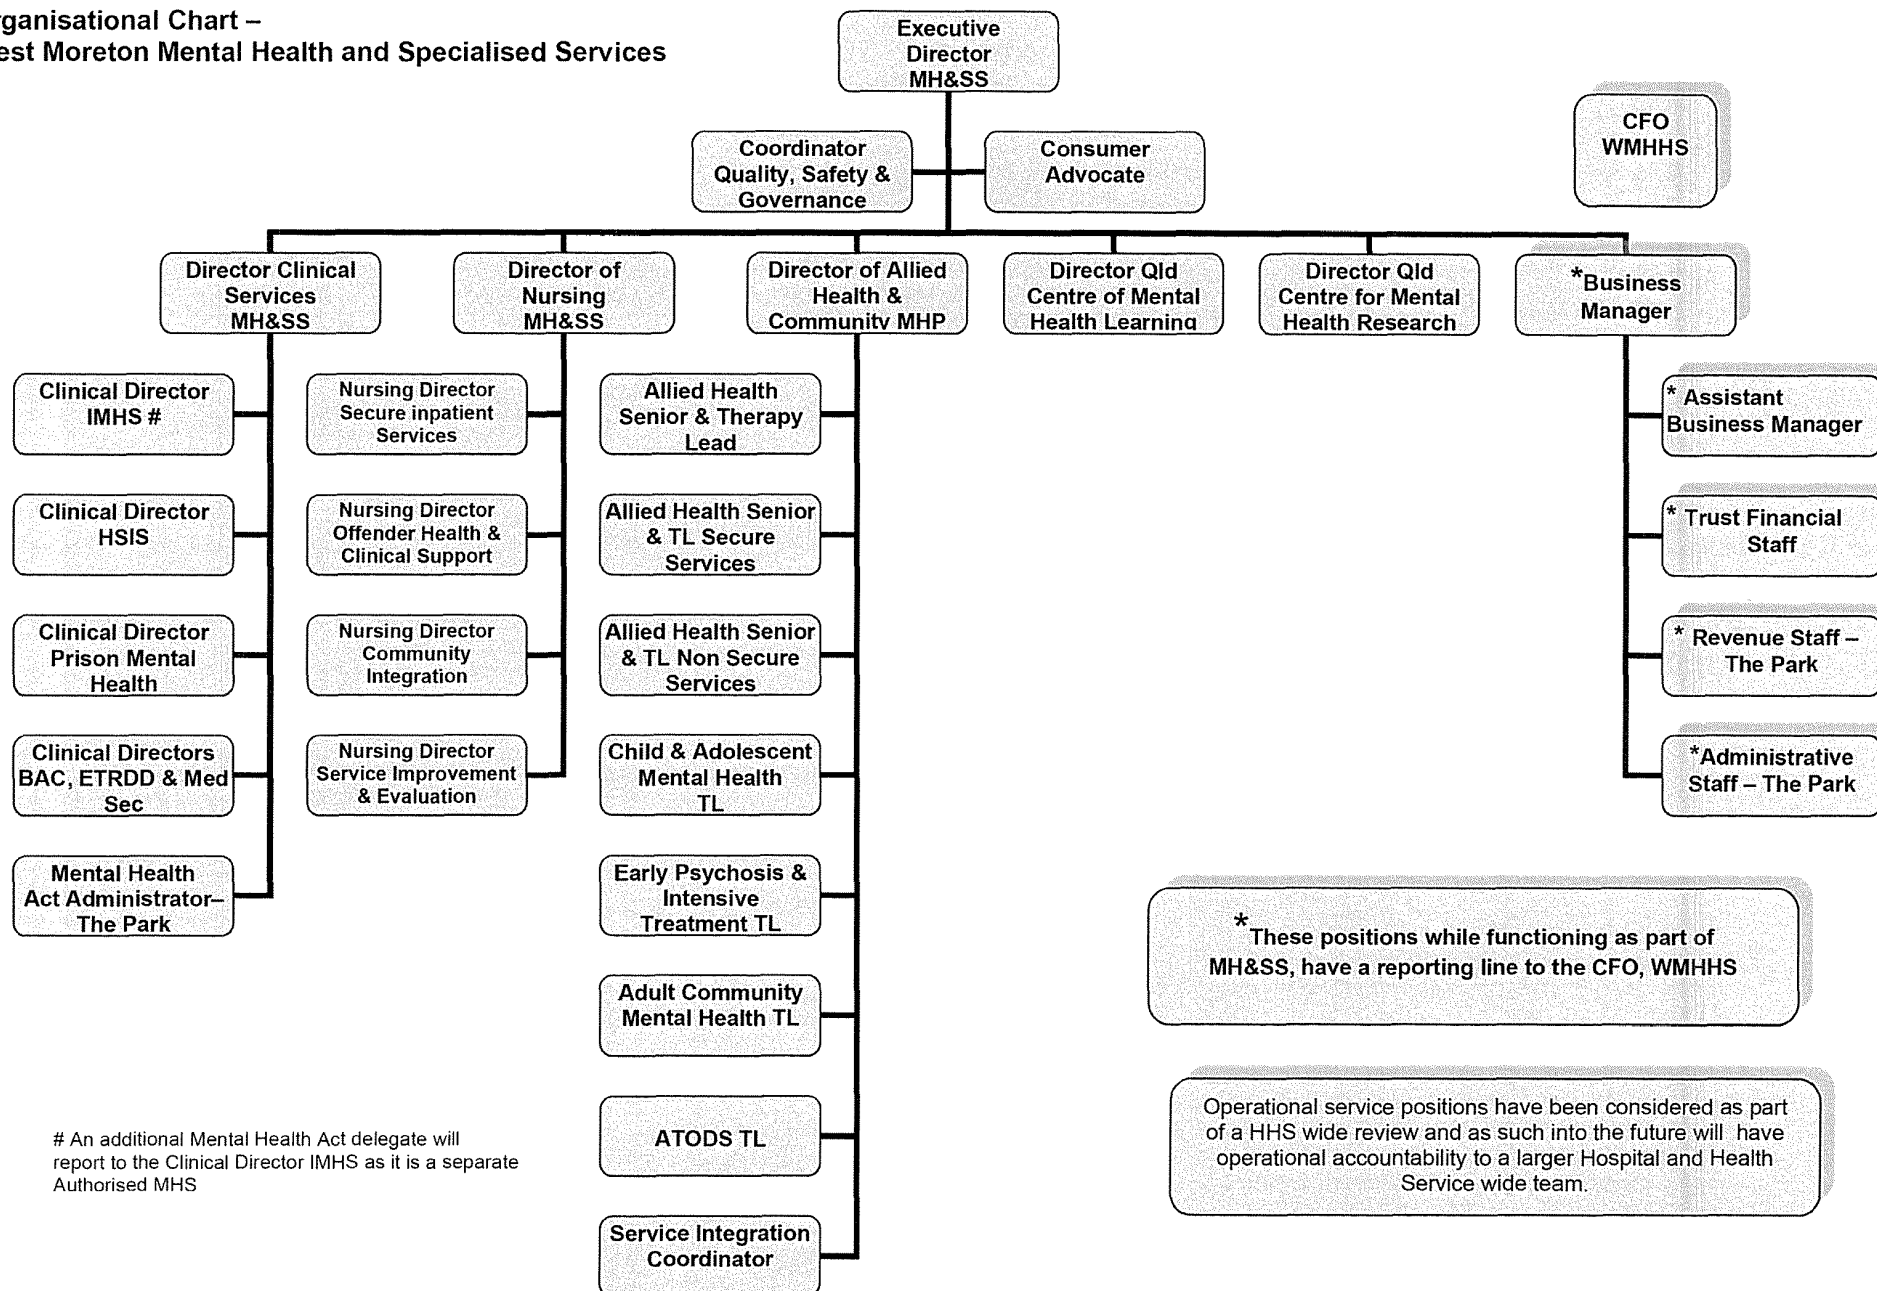 rganisational Chart –
est Moreton Mental Health and Specialised Services
Executive
Director
MH&SS
CFO
WMHHS
Coordinator
Quality, Safety &
Governance
Consumer
Advocate
Director Clinical
Services
MH&SS
Director of
Nursing
MH&SS
Director of Allied
Health &
Community MHP
Director Qld
Centre of Mental
Health Learning
Director Qld
Centre for Mental
Health Research
*Business
Manager
Clinical Director
IMHS #
Clinical Director
HSIS
Clinical Director
Prison Mental
Health
Clinical Directors
BAC, ETRDD & Med
Sec
Mental Health
Act Administrator–
The Park
Nursing Director
Secure inpatient
Services
Nursing Director
Offender Health &
Clinical Support
Nursing Director
Community
Integration
Nursing Director
Service Improvement
& Evaluation
Allied Health
Senior & Therapy
Lead
Allied Health Senior
& TL Secure
Services
Allied Health Senior
& TL Non Secure
Services
Child & Adolescent
Mental Health
TL
Early Psychosis &
Intensive
Treatment TL
Adult Community
Mental Health TL
ATODS TL
Service Integration
Coordinator
* Assistant
Business Manager
* Trust Financial
Staff
* Revenue Staff –
The Park
*Administrative
Staff – The Park
*These positions while functioning as part of
MH&SS, have a reporting line to the CFO, WMHHS
Operational service positions have been considered as part
of a HHS wide review and as such into the future will have
operational accountability to a larger Hospital and Health
Service wide team.
# An additional Mental Health Act delegate will
report to the Clinical Director IMHS as it is a separate
Authorised MHS